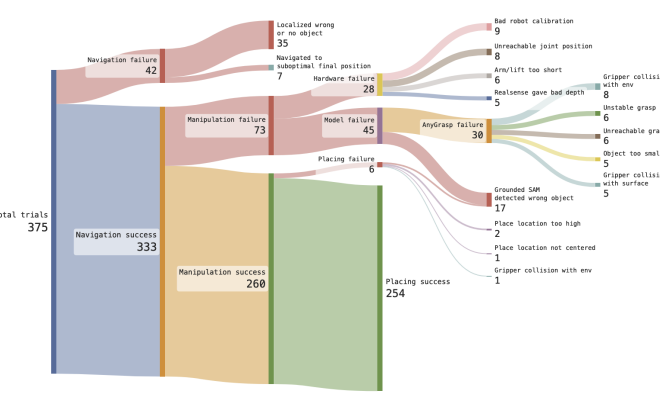 otal trials
375
Navigation failure
42
Navigation success
333
Localized wrong
or no object
35
Navigated to
suboptimal final position
7
Manipulation failure
73
Manipulation success
260
Hardware failure
28
Model failure
45
Placing failure
6
Placing success
254
Bad robot calibration
9
Unreachable joint position
8
Arm/lift too short
6
Realsense gave bad depth
5
AnyGrasp failure
30
Grounded SAM
detected wrong object
17
Place location too high
2
Place location not centered
1
Gripper collision with env
1
Gripper collisi
with env
8
Unstable grasp
6
Unreachable gra
6
Object too smal
5
Gripper collisi
with surface
5